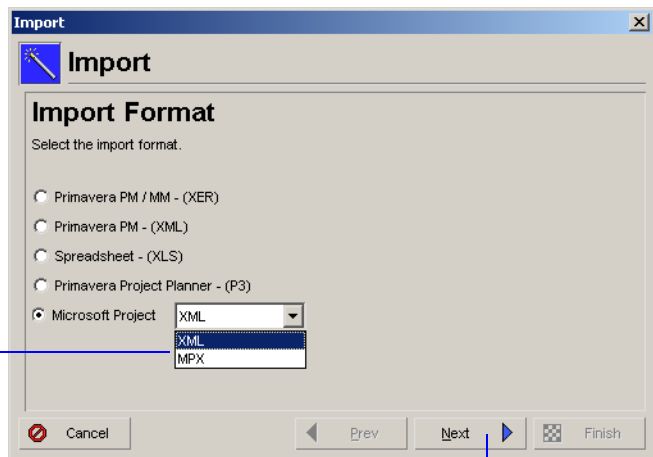 Import
Import
Import Format
Select the import format.
Primavera PM / MM - (XER)
Primavera PM - (XML)
Spreadsheet - (XLS)
Primavera Project Planner - (P3)
Microsoft Project XML
XML
MPX
Cancel Prev Next Finish